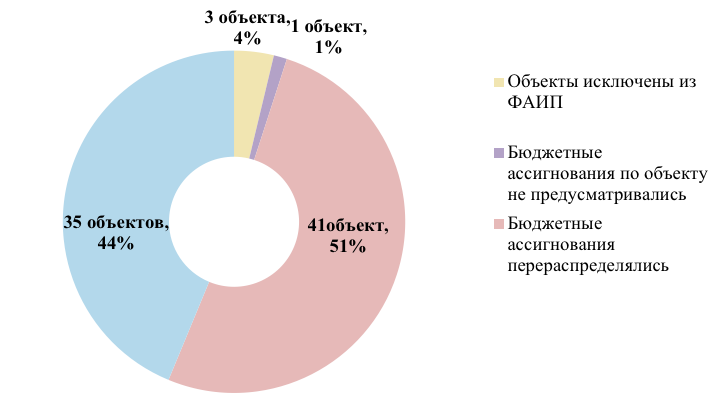 3 объекта,
4%
1 объект,
1%
41объект,
51%
35 объектов,
44%
Объекты исключены из
ФАИП
Бюджетные
ассигнования по объекту
не предусматривались
Бюджетные
ассигнования
перераспределялись